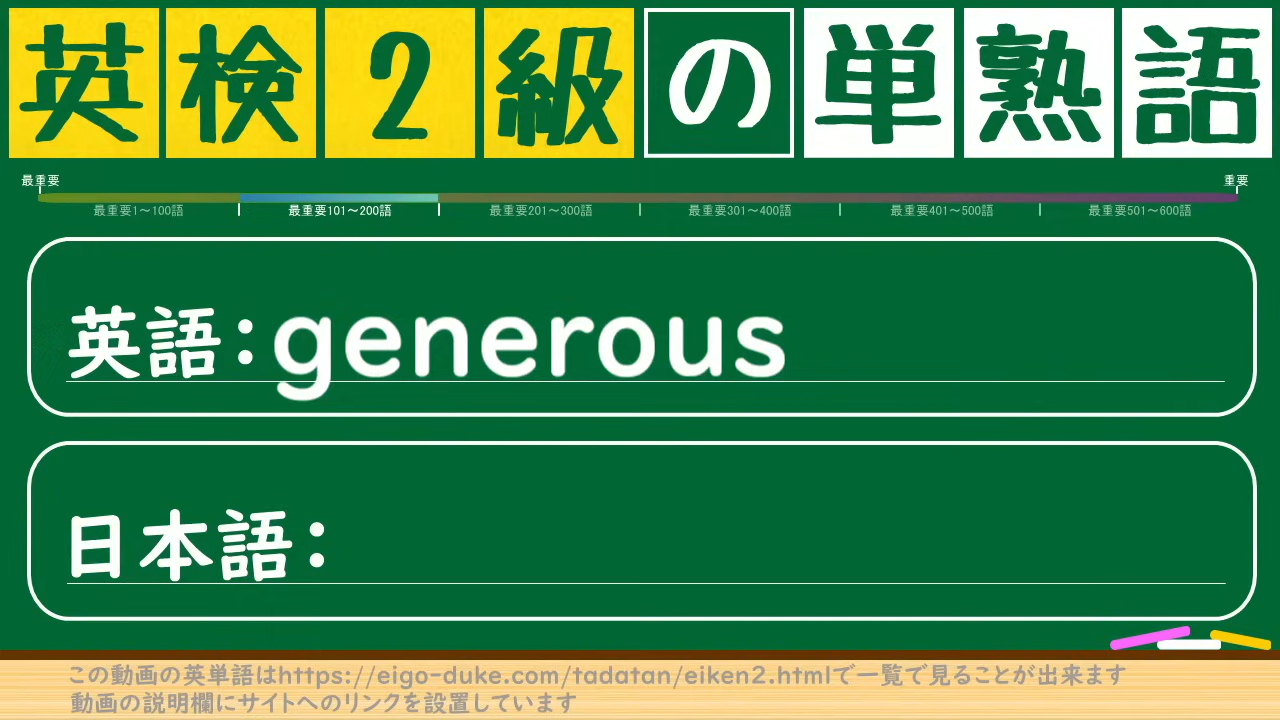 英検2級の単熟語
最重要 重要
最重要1～100語 最重要101～200語 最重要201～300語 最重要301～400語 最重要401～500語 最重要501～600語
英語：generous
日本語：
この動画の英単語はhttps://eigo-duke.com/tadatan/eiken2.htmlで一覧で見ることが出来ます
動画の説明欄にサイトへのリンクを設置しています